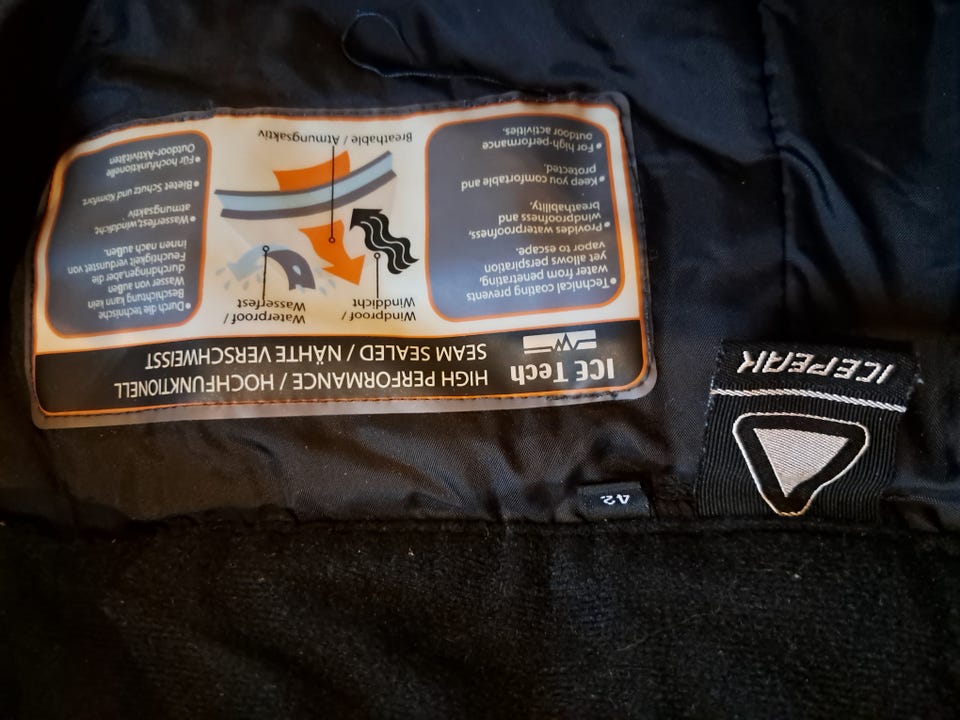 ICEPEAK
42
ICE Tech
HIGH PERFORMANCE / HOCHFUNKTIONELL
SEAM SEALED / NÄHTE VERSCHWEISST
• Technical coating prevents
water from penetrating,
yet allows perspiration
vapor to escape.
• Provides waterproofness,
windproofness and
breathability.
• Keep you comfortable and
protected.
• For high-performance
outdoor activities.
Windproof /
Winddicht
Waterproof /
Wasserfest
Breathable / Atmungsaktiv
• Durch die technische
Beschichtung kann kein
Wasser von außen
durchdringen,aber die
Feuchtigkeit verdunstet von
innen nach außen.
• Wasserfest,winddicht,
atmungsaktiv
• Bietet Schutz und Komfort
• Für hochfunktionelle
Outdoor-Aktivitäten